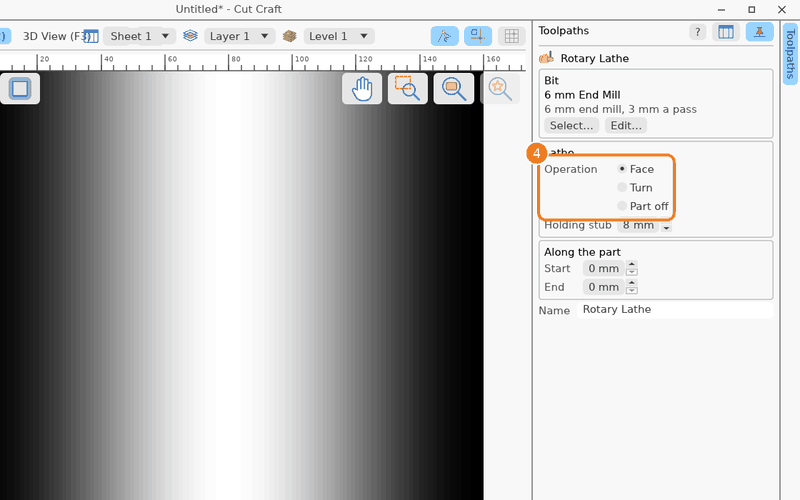 Untitled* - Cut Craft
3D View (F3)
Sheet 1
Layer 1
Level 1
20
40
60
80
100
120
140
160
Toolpaths
?
Toolpaths
Rotary Lathe
Bit
6 mm End Mill
6 mm end mill, 3 mm a pass
Select...
Edit...
4
Operation
Face
Turn
Part off
Holding stub
8 mm
Along the part
Start
0 mm
End
0 mm
Name
Rotary Lathe